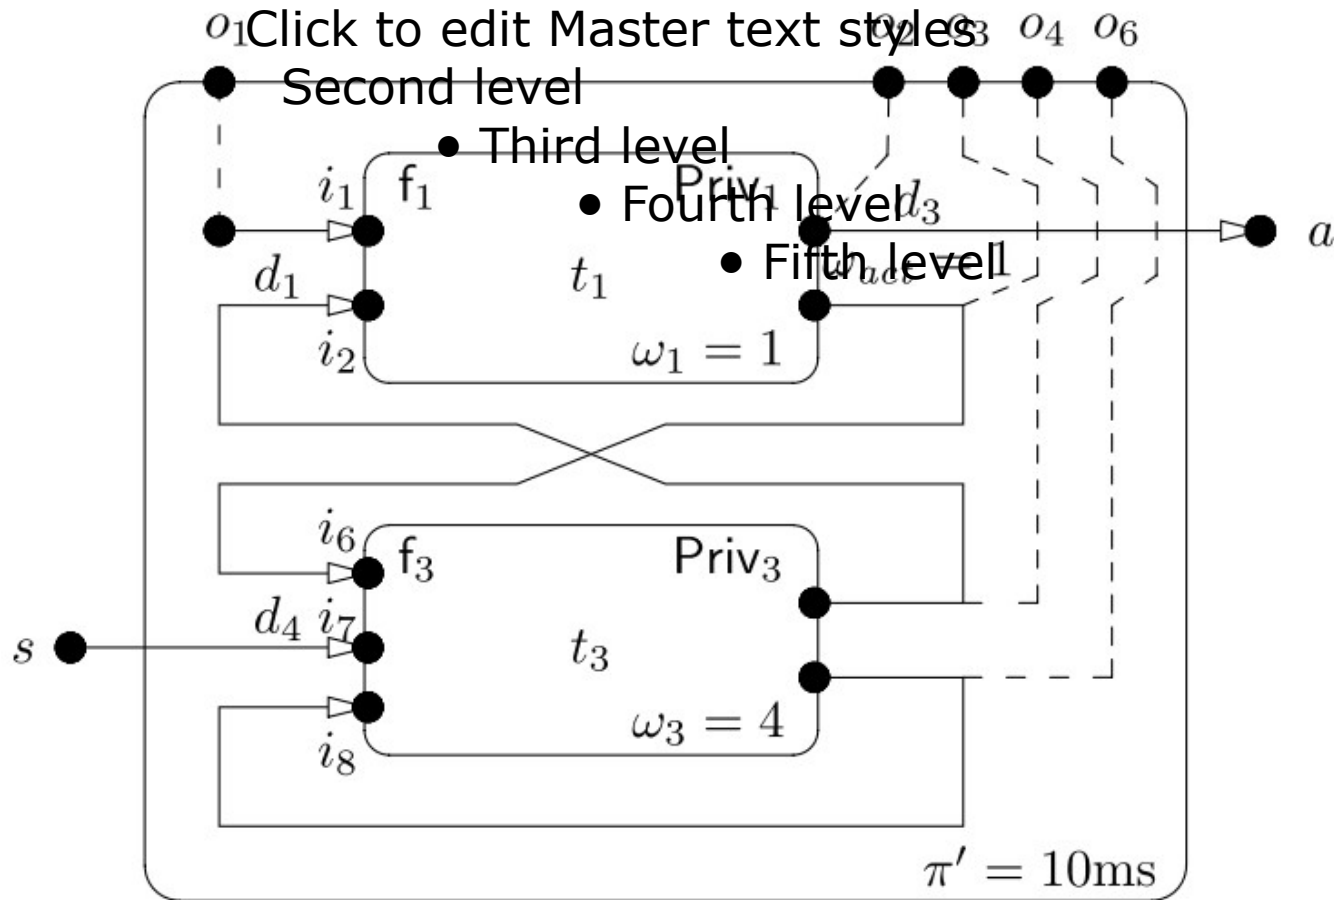 o₁ Click to edit Master text styles o₂ o₃ o₄ o₆
Second level
• Third level
i₁ f₁ Priv₁
• Fourth level d₃
a
d₁ t₁ • Fifth level ω_act = 1
i₂ ω₁ = 1
i₆ f₃ Priv₃
s d₄ i₇ t₃
ω₃ = 4
i₈
π′ = 10ms